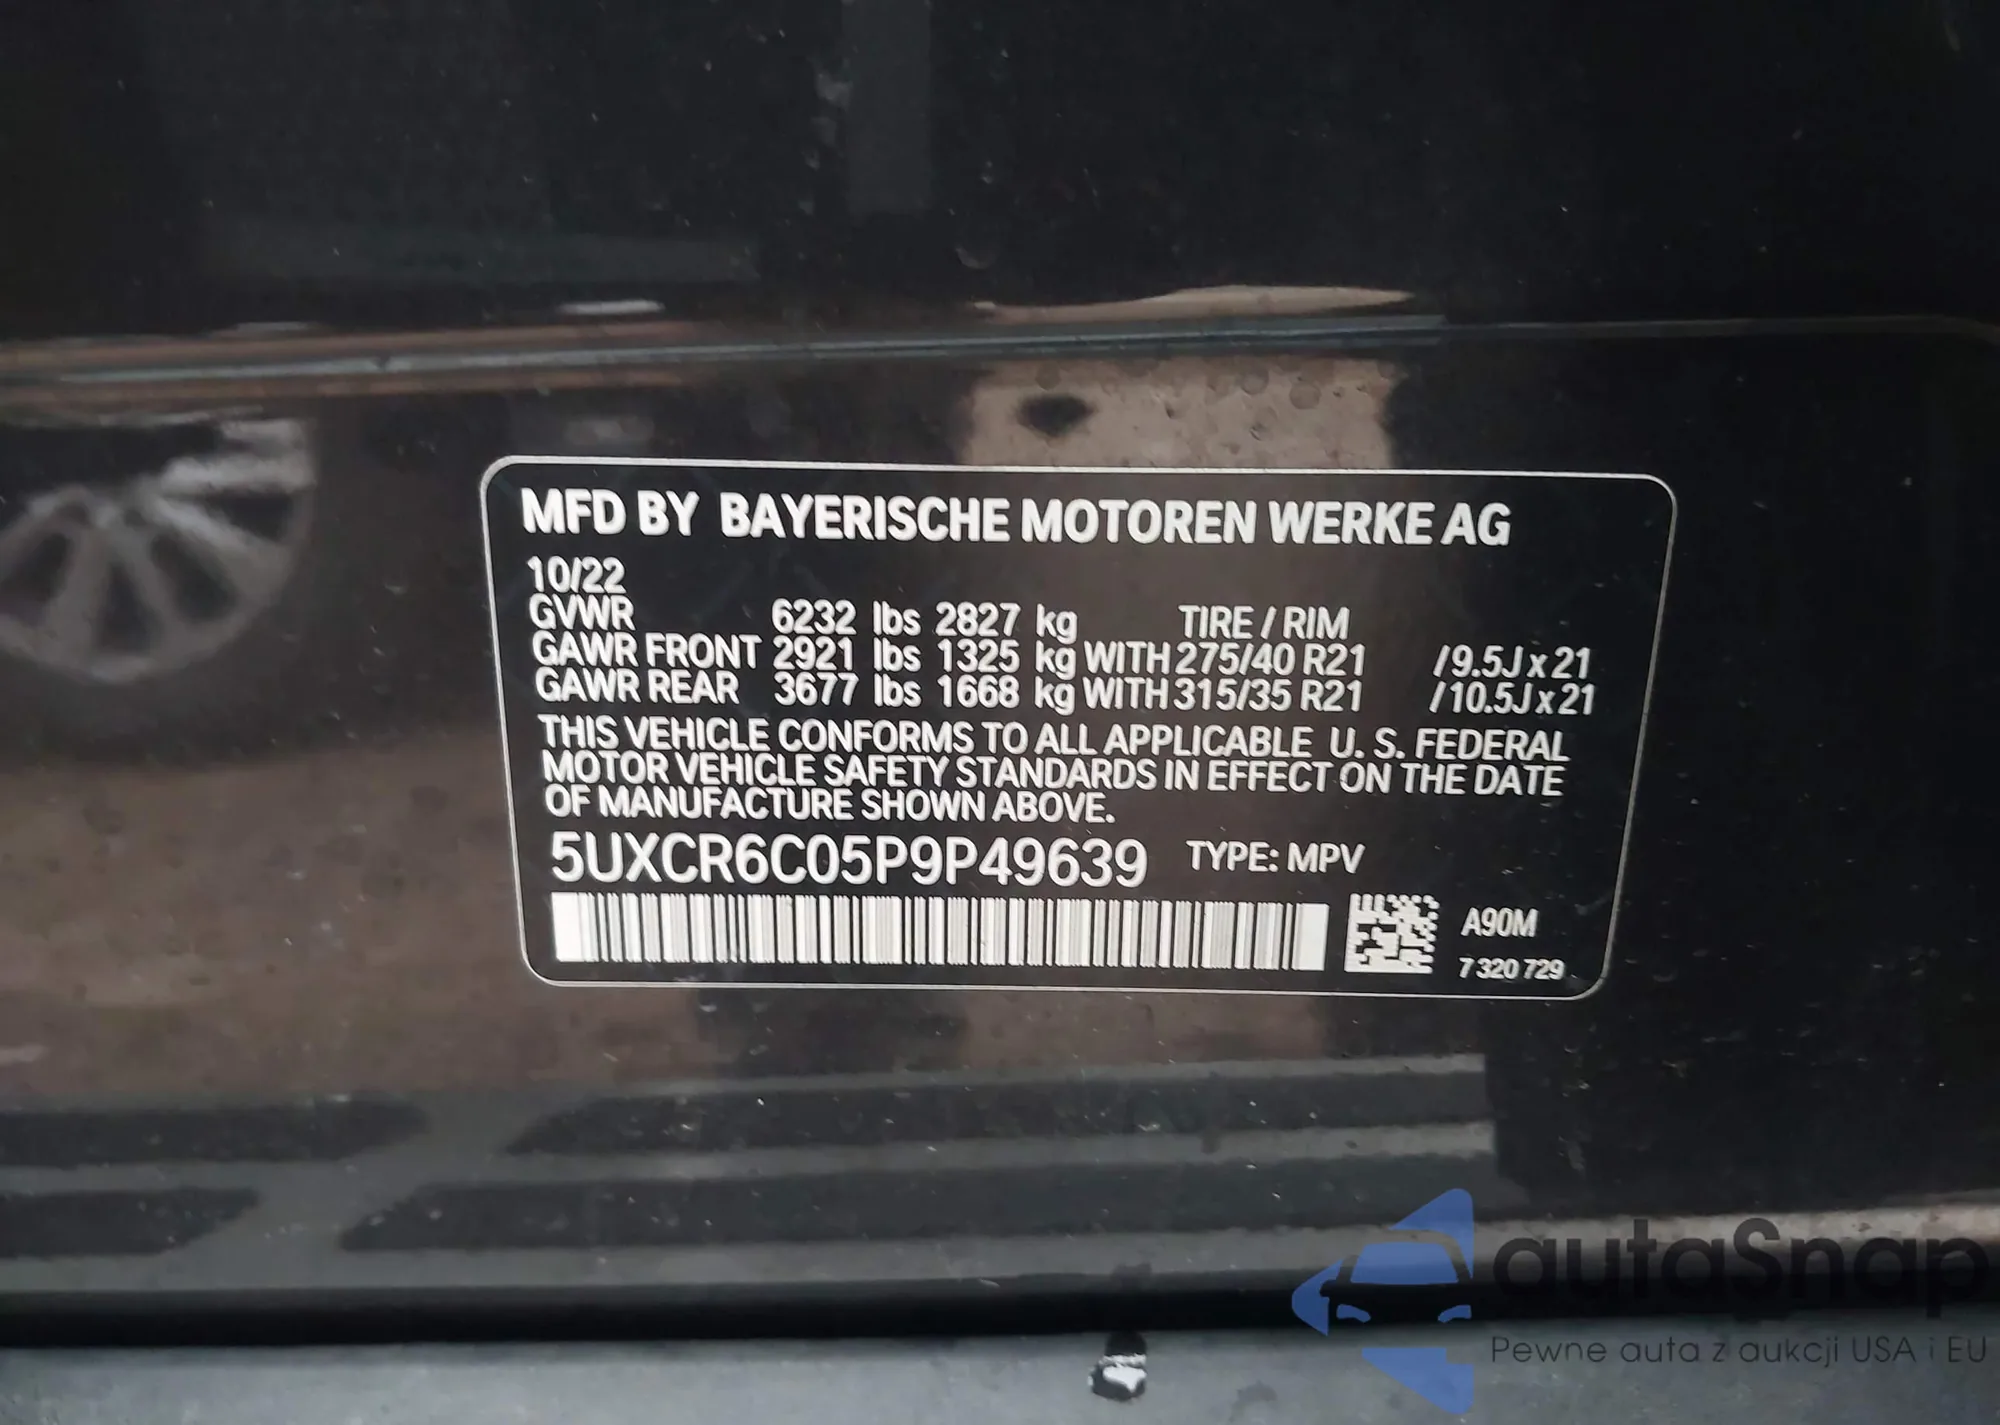 MFD BY BAYERISCHE MOTOREN WERKE AG
10/22
GVWR 6232 lbs 2827 kg TIRE / RIM
GAWR FRONT 2921 lbs 1325 kg WITH 275/40 R21 /9.5J x 21
GAWR REAR 3677 lbs 1668 kg WITH 315/35 R21 /10.5J x 21
THIS VEHICLE CONFORMS TO ALL APPLICABLE U. S. FEDERAL
MOTOR VEHICLE SAFETY STANDARDS IN EFFECT ON THE DATE
OF MANUFACTURE SHOWN ABOVE.
5UXCR6C05P9P49639 TYPE: MPV
A90M
7 320 729
autaSnap
Pewne auta z aukcji USA i EU